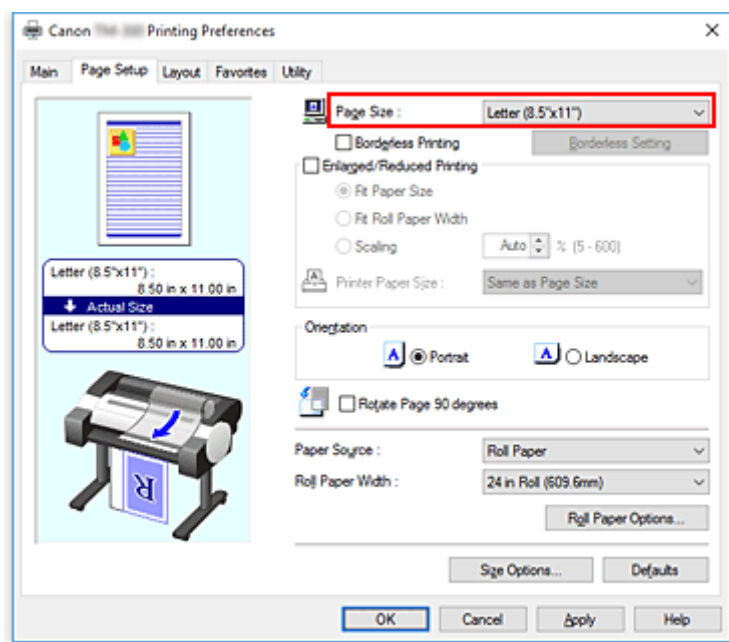 Canon Printing Preferences
Main Page Setup Layout Favorites Utility
Page Size : Letter (8.5"x11")
Borderless Printing Borderless Setting
Enlarged/Reduced Printing
Fit Paper Size
Fit Roll Paper Width
Scaling Auto % (5 - 600)
Printer Paper Size : Same as Page Size
Letter (8.5"x11") :
8.50 in x 11.00 in
Actual Size
Letter (8.5"x11") :
8.50 in x 11.00 in
Orientation
A Portrait A Landscape
Rotate Page 90 degrees
R
Paper Source : Roll Paper
Roll Paper Width : 24 in Roll (609.6mm)
Roll Paper Options...
Size Options... Defaults
OK Cancel Apply Help